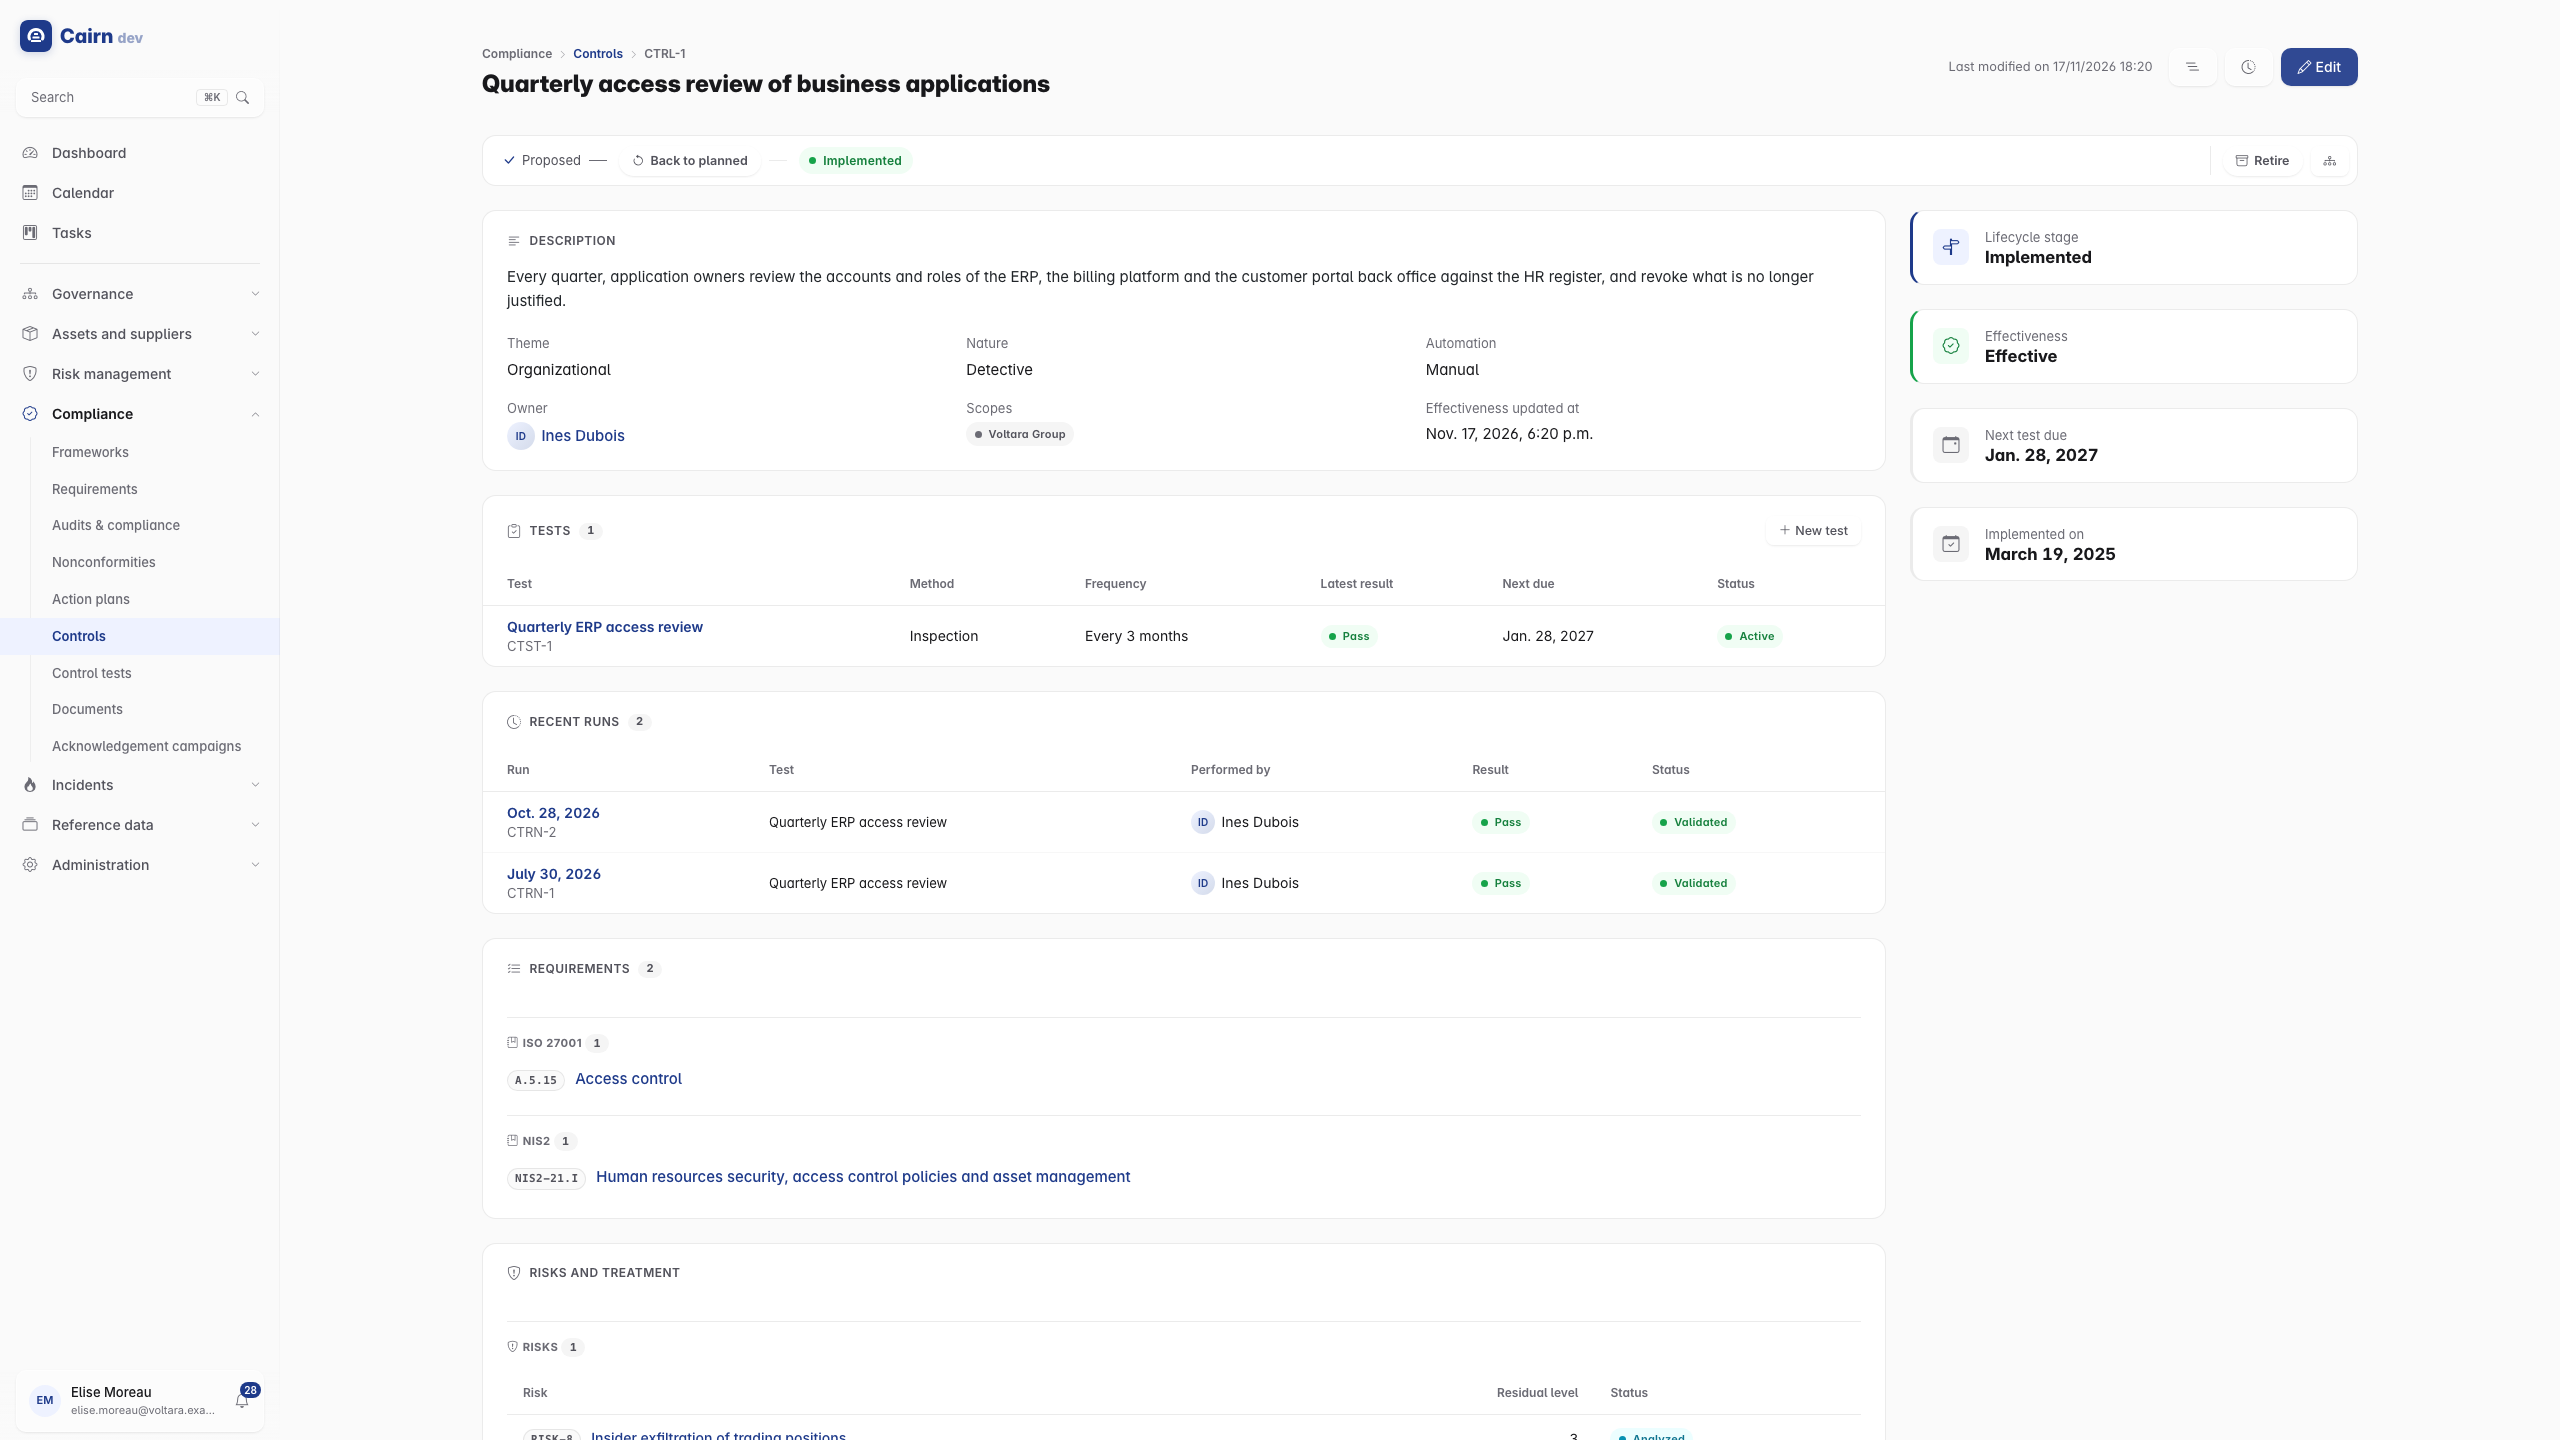 Cairn dev
Search ⌘K
Dashboard
Calendar
Tasks
Governance
Assets and suppliers
Risk management
Compliance
Frameworks
Requirements
Audits & compliance
Nonconformities
Action plans
Controls
Control tests
Documents
Acknowledgement campaigns
Incidents
Reference data
Administration
EM Elise Moreau
elise.moreau@voltara.exa...
28
Compliance > Controls > CTRL-1
Quarterly access review of business applications
Last modified on 17/11/2026 18:20
Edit
Proposed Back to planned Implemented
Retire
DESCRIPTION
Every quarter, application owners review the accounts and roles of the ERP, the billing platform and the customer portal back office against the HR register, and revoke what is no longer
justified.
Theme Nature Automation
Organizational Detective Manual
Owner Scopes Effectiveness updated at
ID Ines Dubois Voltara Group Nov. 17, 2026, 6:20 p.m.
TESTS 1
New test
Test Method Frequency Latest result Next due Status
Quarterly ERP access review Inspection Every 3 months Pass Jan. 28, 2027 Active
CTST-1
RECENT RUNS 2
Run Test Performed by Result Status
Oct. 28, 2026 Quarterly ERP access review ID Ines Dubois Pass Validated
CTRN-2
July 30, 2026 Quarterly ERP access review ID Ines Dubois Pass Validated
CTRN-1
REQUIREMENTS 2
ISO 27001 1
A.5.15 Access control
NIS2 1
NIS2-21.I Human resources security, access control policies and asset management
RISKS AND TREATMENT
RISKS 1
Risk Residual level Status
RISK-8 Insider exfiltration of trading positions 3 Analyzed
Lifecycle stage
Implemented
Effectiveness
Effective
Next test due
Jan. 28, 2027
Implemented on
March 19, 2025